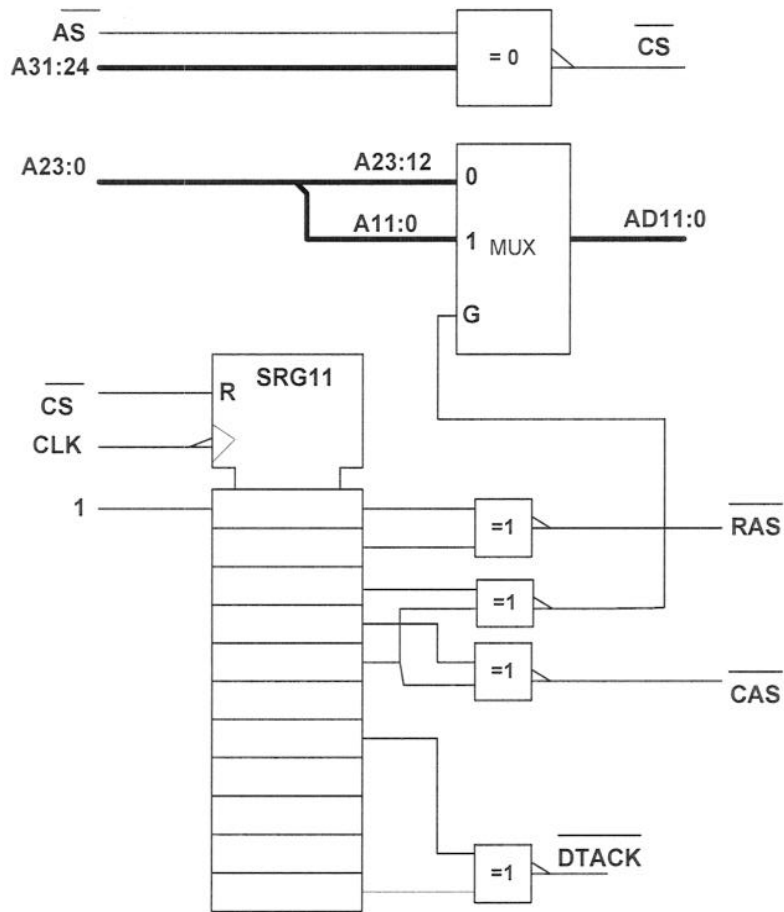 AS
= 0
CS
A31:24
A23:0
A23:12
0
A11:0
1
MUX
AD11:0
G
SRG11
CS
R
CLK
1
=1
RAS
=1
=1
CAS
DTACK
=1